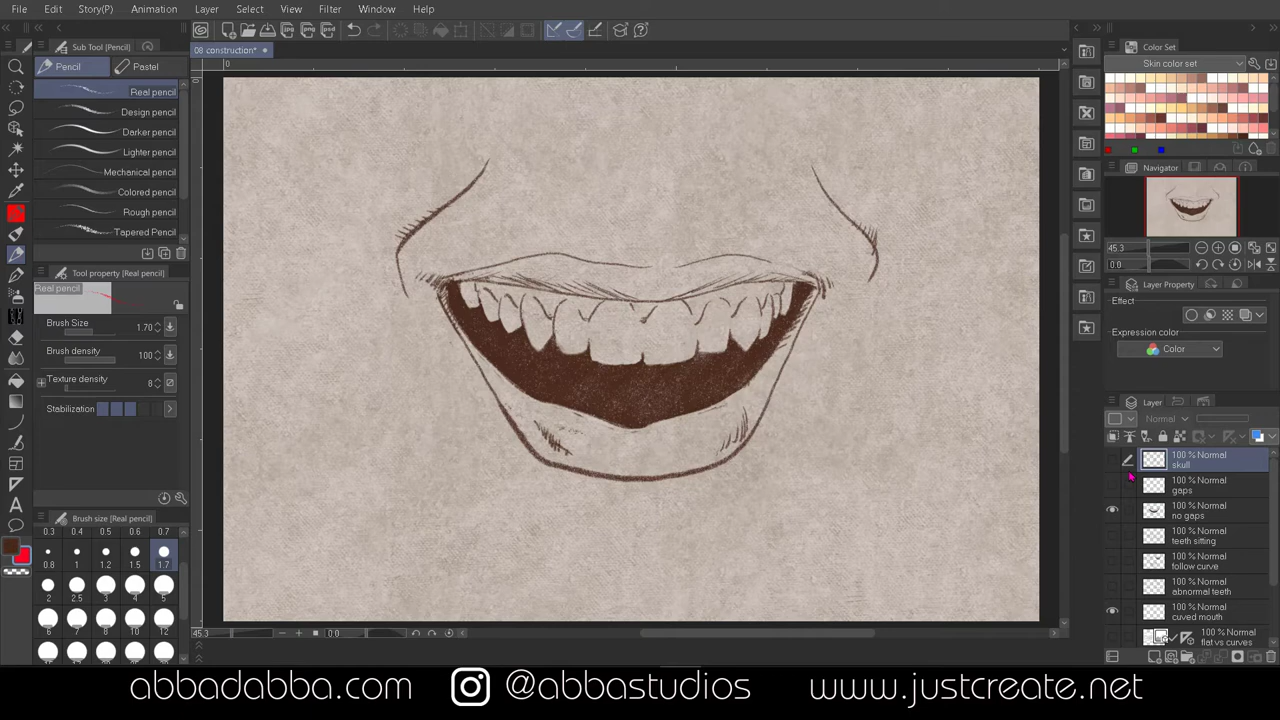 File Edit Story(P) Animation Layer Select View Filter Window Help
08 construction*
Sub Tool [Pencil]
Pencil
Pastel
Real pencil
Design pencil
Darker pencil
Lighter pencil
Mechanical pencil
Colored pencil
Rough pencil
Tapered Pencil
Tool property [Real pencil]
Real pencil
Brush Size 1.70
Brush density 100
Texture density 8
Stabilization
Brush size [Real pencil]
0.3 0.4 0.5 0.6 0.7
0.8 1 1.2 1.5 1.7
2 2.5 3 4 5
6 7 8 10 12
0
45.3
0.0
Color Set
Skin color set
Navigator
45.3
0.0
Layer Property
Effect
Expression color
Color
Layer
Normal
100 % Normal
skull
100 % Normal
gaps
100 % Normal
no gaps
100 % Normal
teeth sitting
100 % Normal
follow curve
100 % Normal
abnormal teeth
100 % Normal
cuved mouth
100 % Normal
flat vs curves
abbadabba.com @abbastudios www.justcreate.net